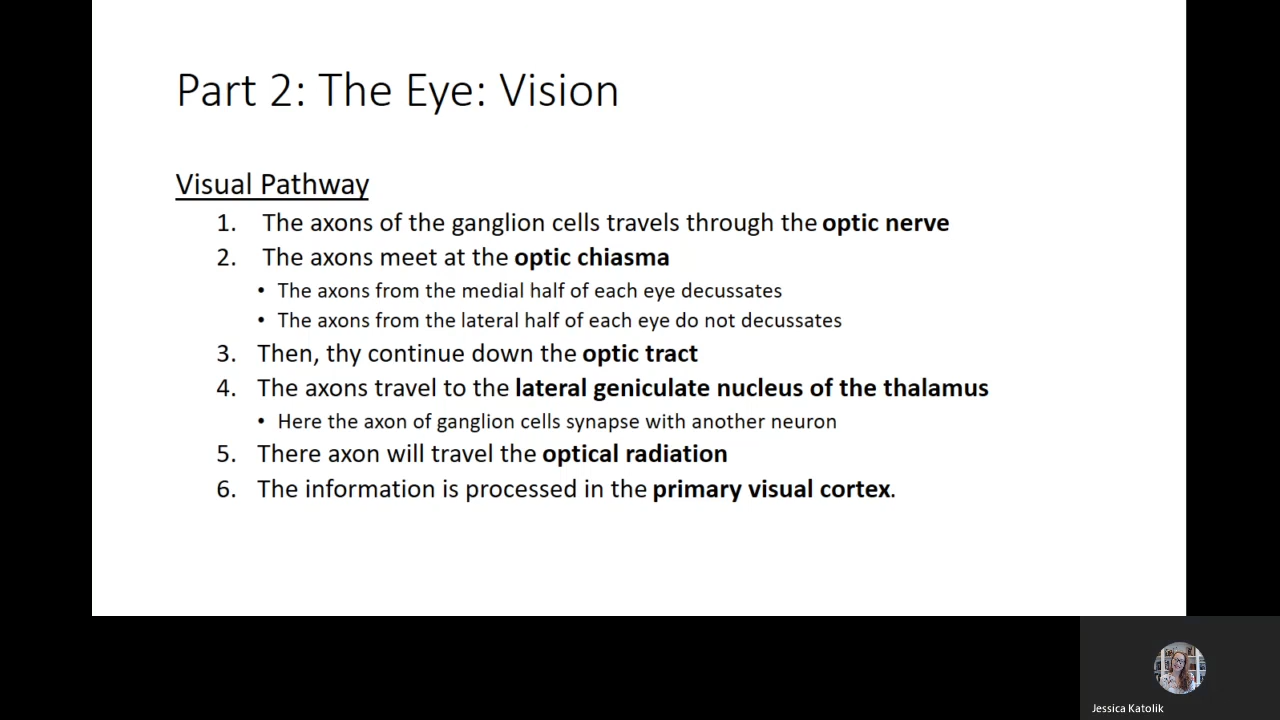 Part 2: The Eye: Vision
Visual Pathway
1. The axons of the ganglion cells travels through the optic nerve
2. The axons meet at the optic chiasma
• The axons from the medial half of each eye decussates
• The axons from the lateral half of each eye do not decussates
3. Then, thy continue down the optic tract
4. The axons travel to the lateral geniculate nucleus of the thalamus
• Here the axon of ganglion cells synapse with another neuron
5. There axon will travel the optical radiation
6. The information is processed in the primary visual cortex.
Jessica Katolik